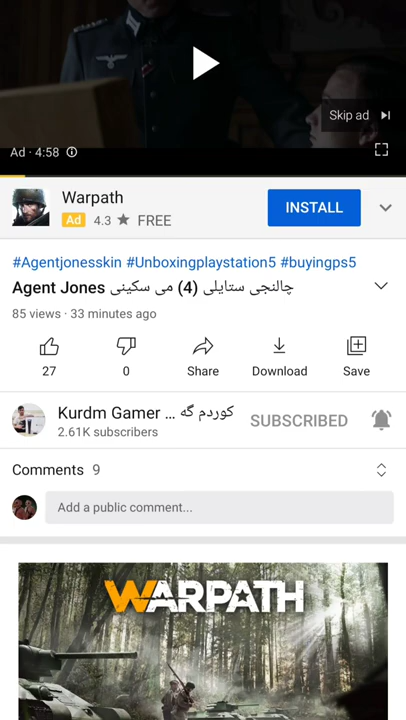 Skip ad
Ad · 4:58
Warpath
Ad 4.3 ★ FREE
INSTALL
#Agentjonesskin #Unboxingplaystation5 #buyingps5
Agent Jones چالنجی ستایلی (4) می سکینی
85 views · 33 minutes ago
27
0
Share
Download
Save
Kurdm Gamer ... كوردم گه
SUBSCRIBED
2.61K subscribers
Comments 9
Add a public comment...
WARPATH